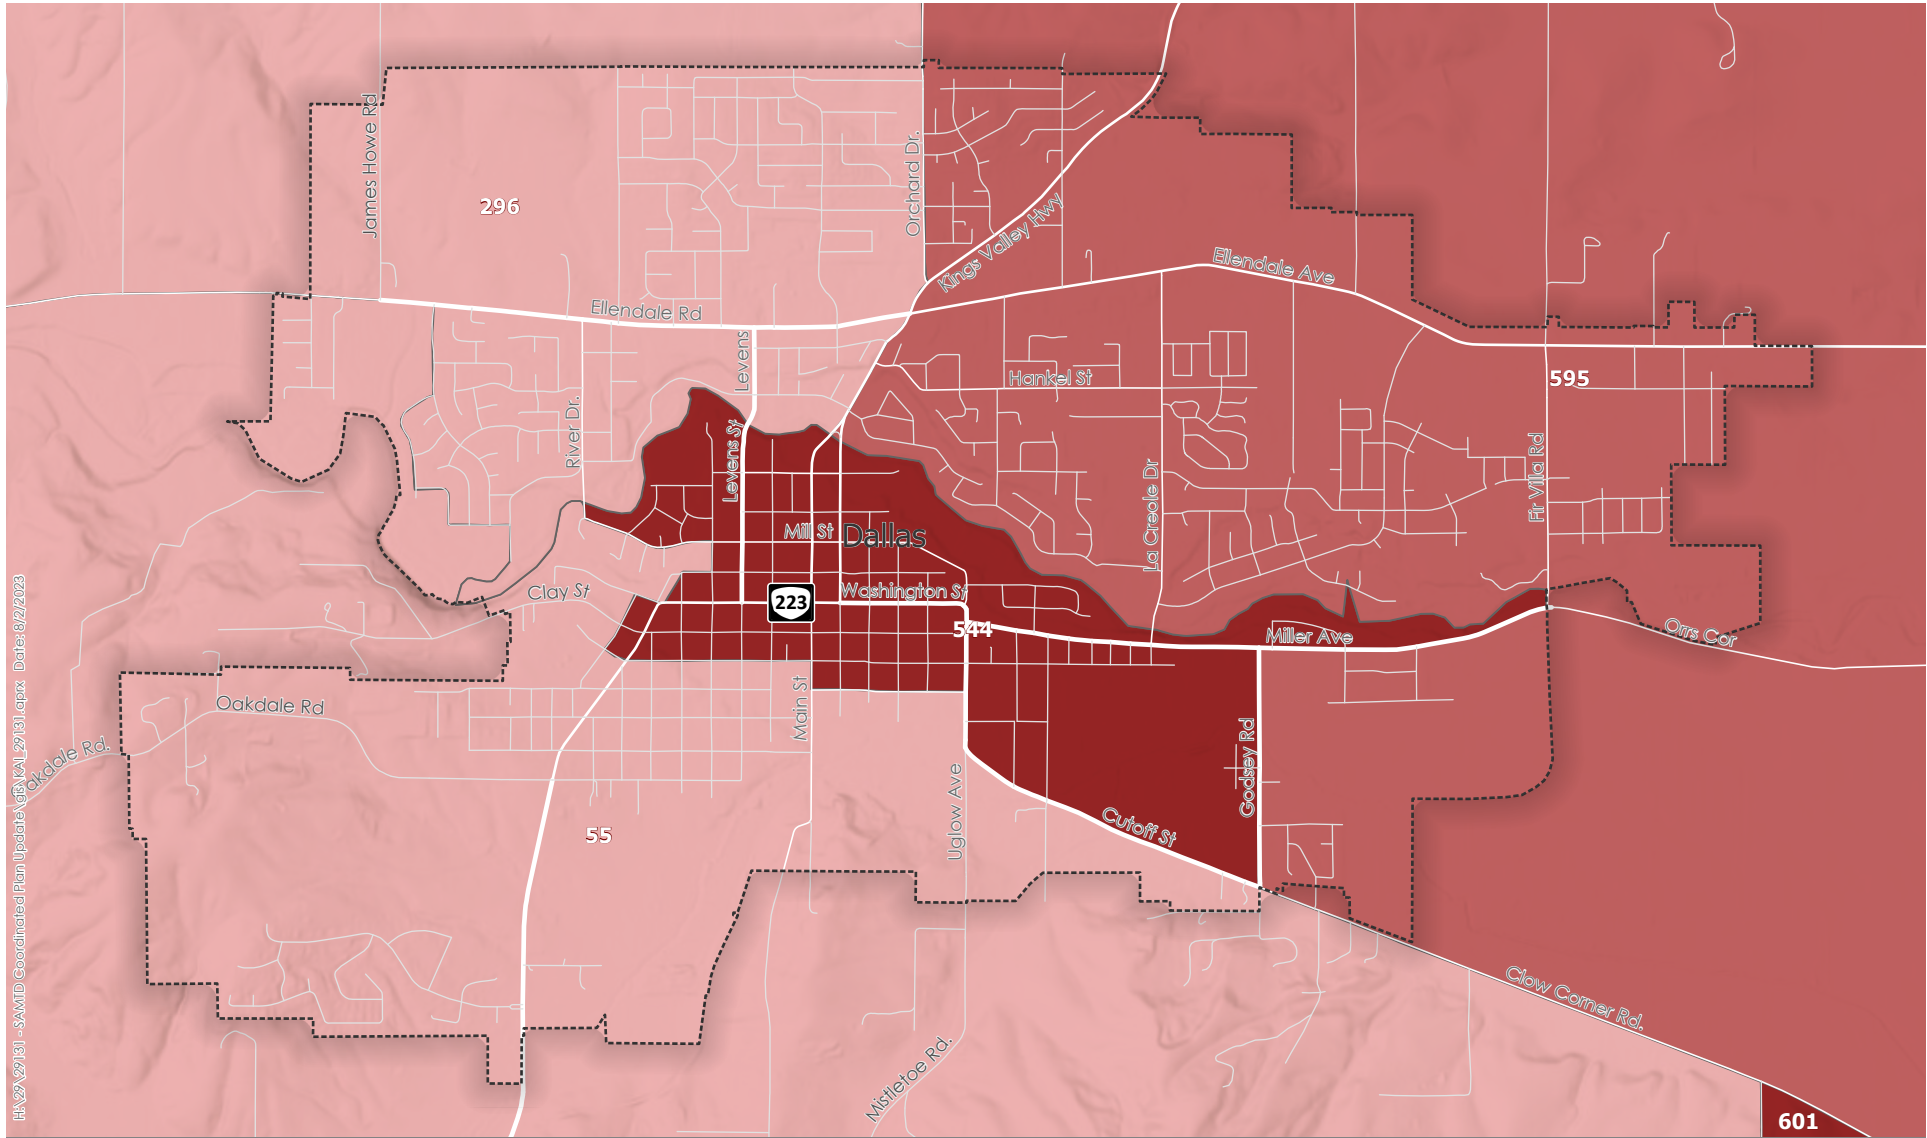 James Howe Rd
296
Orchard Dr.
Kings Valley Hwy
Ellendale Ave
Ellendale Rd
Levens
Hankel St
595
River Dr.
Levens St
Fir Villa Rd
La Creole Dr
Mill St
Dallas
Clay St
223
Washington St
544
Miller Ave
Orrs Cor
Oakdale Rd
Main St
Godsey Rd
akdale Rd.
Uglow Ave
Cutoff St
55
Clow Corner Rd.
Mistletoe Rd.
601
H:\29\29131 - SAMTD Coordinated Plan Update\gis\KAI_29131.aprx Date: 8/2/2023